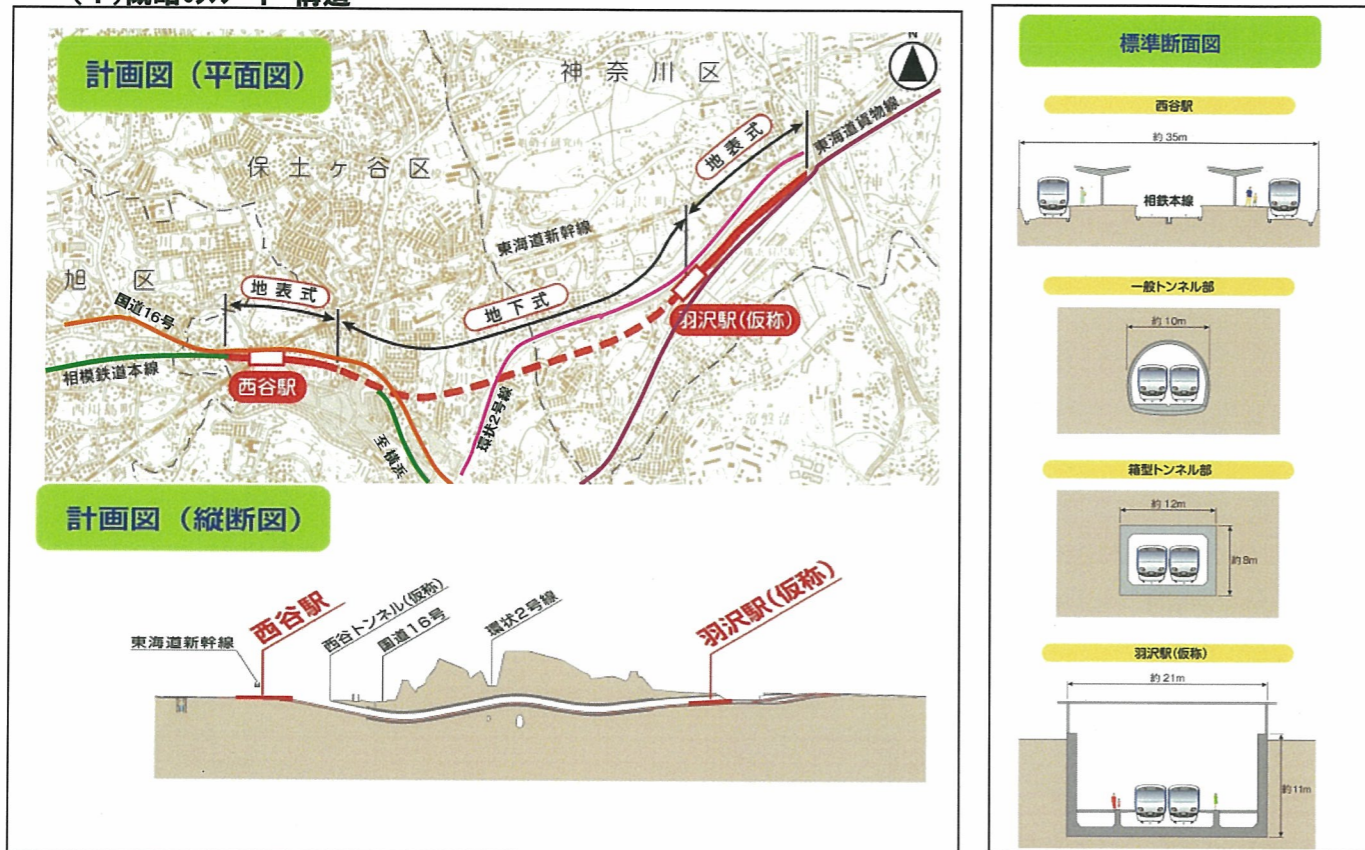 計画図（平面図）
N
神奈川区
保土ヶ谷区
旭区
地表式
東海道貨物線
東海道新幹線
地下式
地表式
国道16号
相模鉄道本線
西谷駅
羽沢駅(仮称)
環状2号線
至横浜
計画図（縦断図）
東海道新幹線
西谷駅
西谷トンネル(仮称)
国道16号
環状2号線
羽沢駅(仮称)
標準断面図
西谷駅
約35m
相鉄本線
一般トンネル部
約10m
箱型トンネル部
約12m
約8m
羽沢駅(仮称)
約21m
約11m